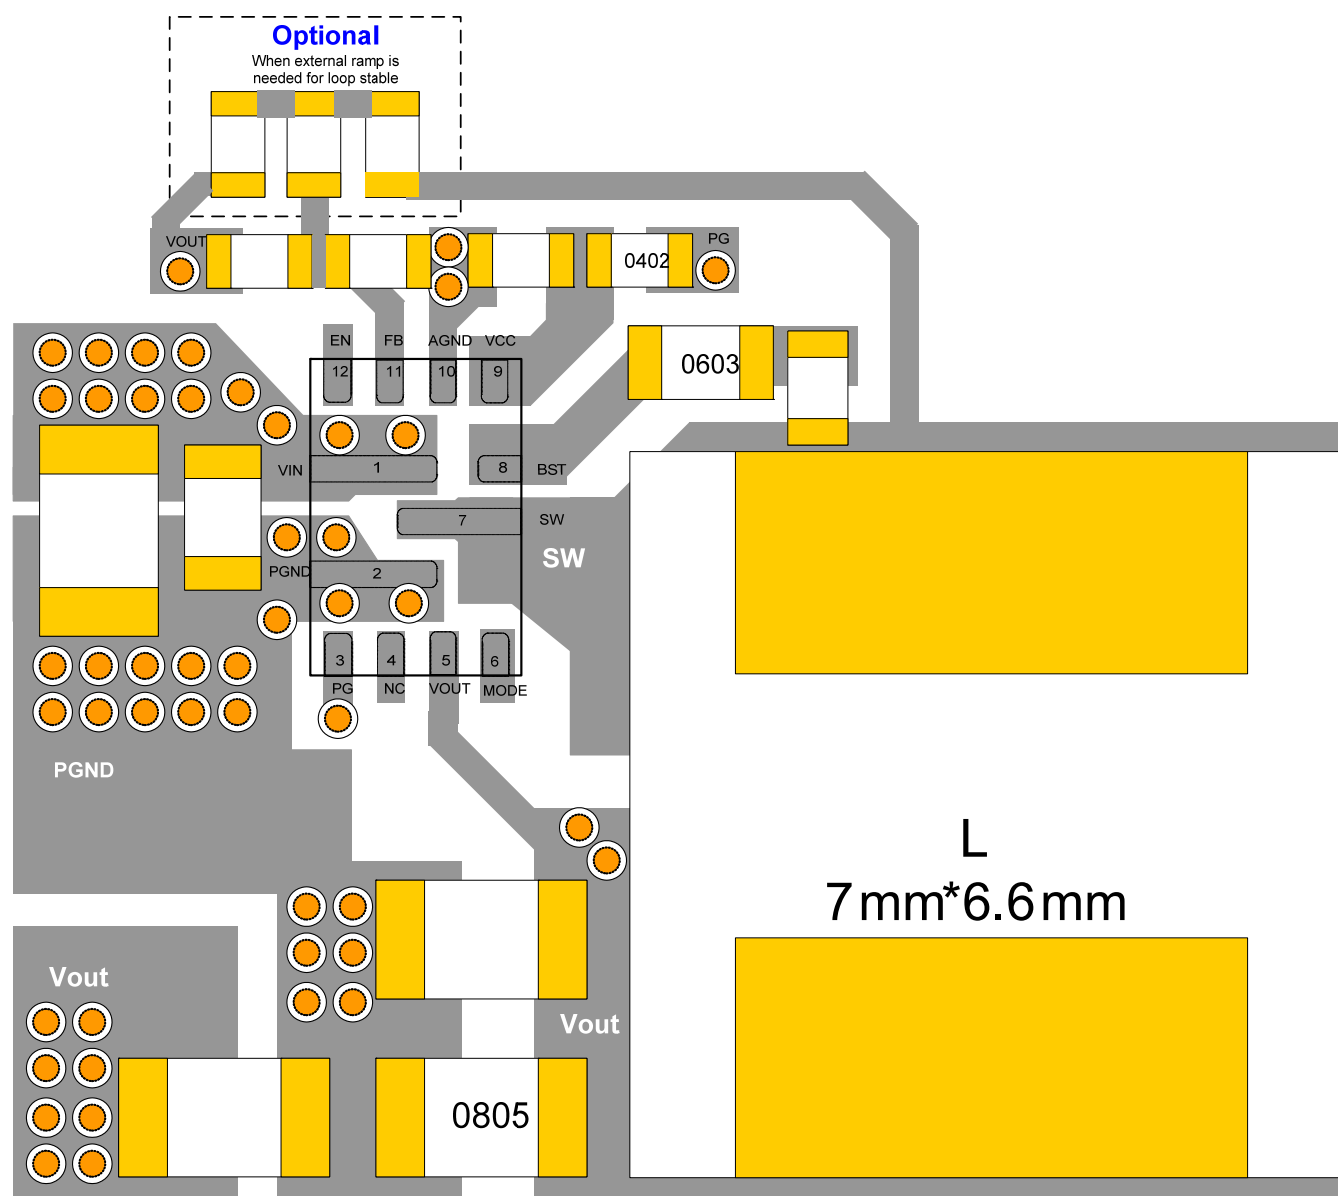 Optional
When external ramp is
needed for loop stable
VOUT
0402
PG
EN
FB
AGND
VCC
12
11
10
9
0603
VIN
1
8
BST
7
SW
SW
PGND
2
3
4
5
6
PG
NC
VOUT
MODE
PGND
L
7mm*6.6mm
Vout
Vout
0805